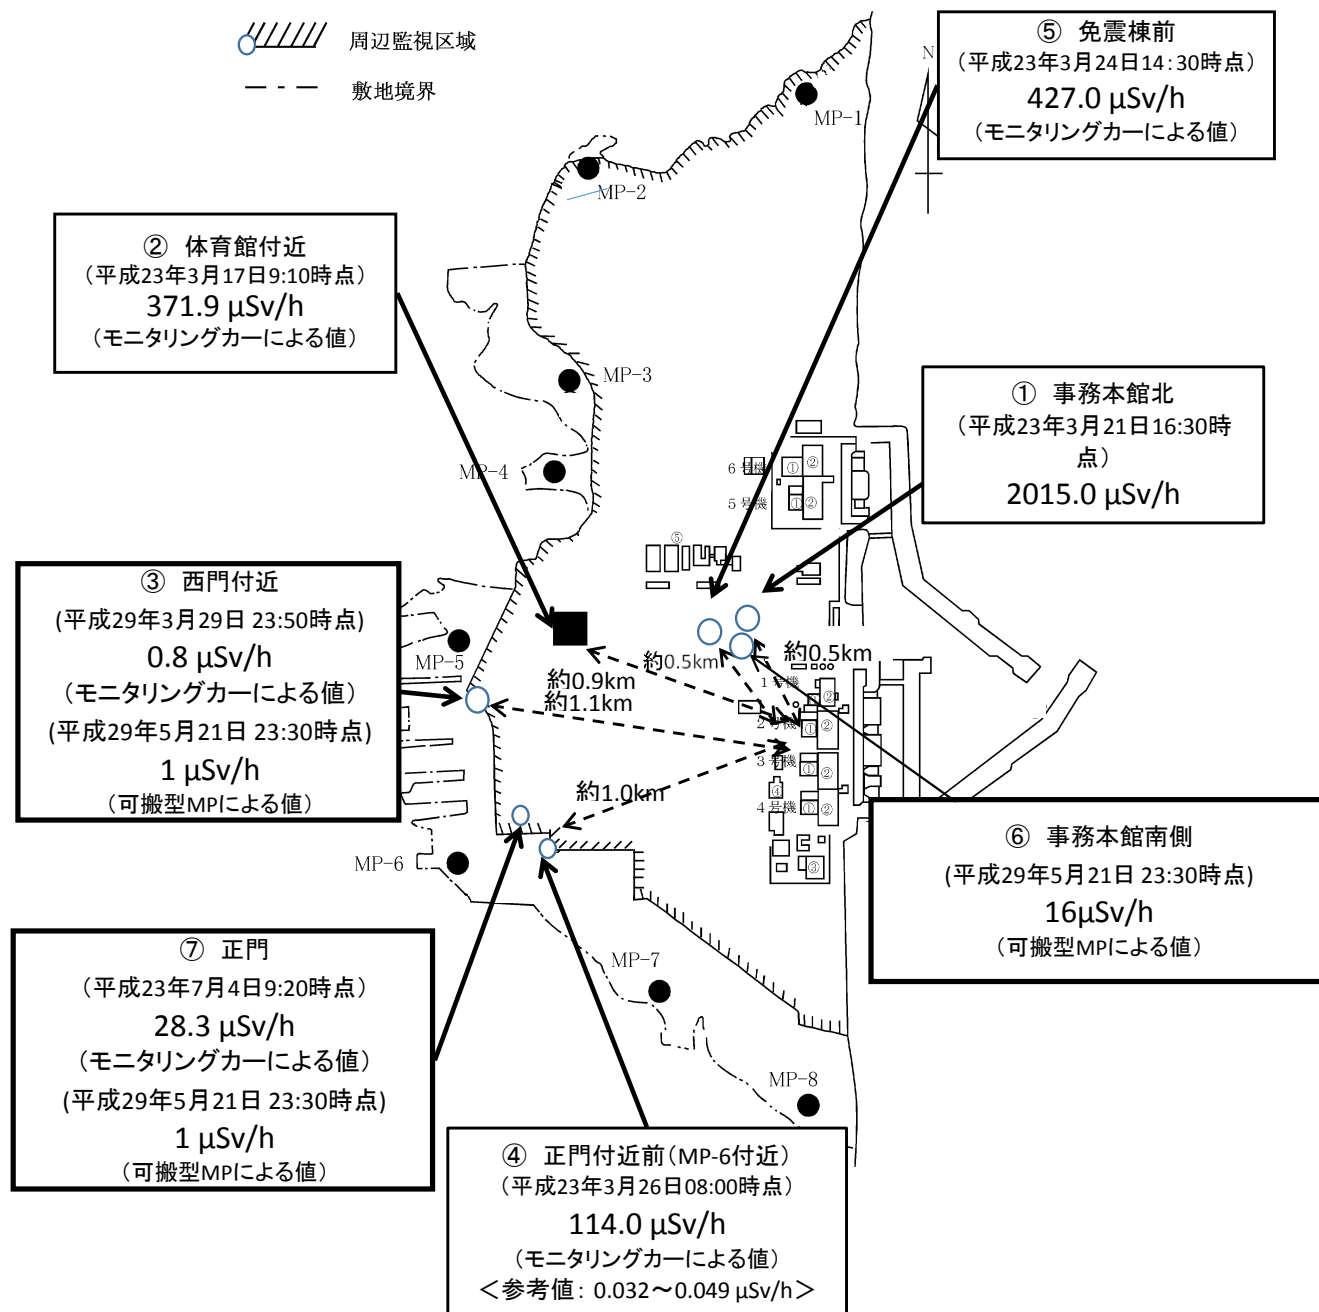 周辺監視区域
敷地境界
⑤ 免震棟前
（平成23年3月24日14：30時点）
427.0 μSv/h
（モニタリングカーによる値）
N
MP-1
MP-2
② 体育館付近
（平成23年3月17日9:10時点）
371.9 μSv/h
（モニタリングカーによる値）
MP-3
① 事務本館北
（平成23年3月21日16:30時
点）
2015.0 μSv/h
MP-4
6号機
①
②
5号機
①
②
⑤
③ 西門付近
(平成29年3月29日 23:50時点)
0.8 μSv/h
（モニタリングカーによる値）
(平成29年5月21日 23:30時点)
1 μSv/h
（可搬型MPによる値）
MP-5
約0.5km
約0.5km
約0.9km
約1.1km
1号機
②
2号機
①
②
3号機
①
②
約1.0km
④
4号機
①
②
③
MP-6
⑥ 事務本館南側
(平成29年5月21日 23:30時点)
16μSv/h
（可搬型MPによる値）
⑦ 正門
（平成23年7月4日9:20時点）
28.3 μSv/h
（モニタリングカーによる値）
(平成29年5月21日 23:30時点)
1 μSv/h
（可搬型MPによる値）
MP-7
MP-8
④ 正門付近前（MP-6付近）
（平成23年3月26日08:00時点）
114.0 μSv/h
（モニタリングカーによる値）
＜参考値： 0.032～0.049 μSv/h＞